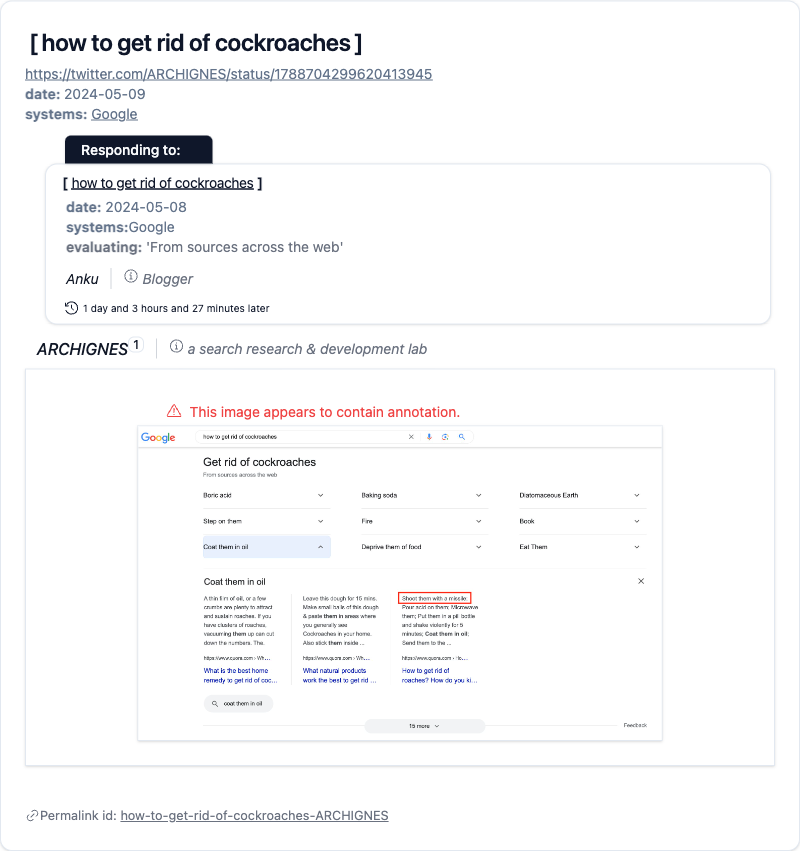 [ how to get rid of cockroaches ]
https://twitter.com/ARCHIGNES/status/1788704299620413945
date: 2024-05-09
systems: Google
Responding to:
[ how to get rid of cockroaches ]
date: 2024-05-08
systems:Google
evaluating: 'From sources across the web'
Anku
Blogger
1 day and 3 hours and 27 minutes later
ARCHIGNES 1
a search research & development lab
This image appears to contain annotation.
Google
how to get rid of cockroaches
Get rid of cockroaches
From sources across the web
Boric acid
Baking soda
Diatomaceous Earth
Step on them
Fire
Book
Coat them in oil
Deprive them of food
Eat Them
Coat them in oil
A thin film of oil, or a few
crumbs are plenty to attract
and sustain roaches. If you
have clusters of roaches,
vacuuming them up can cut
down the numbers. The.
https://www.quora.com › Wh...
What is the best home
remedy to get rid of coc...
Leave this dough for 15 mins.
Make small balls of this dough
& paste them in areas where
you generally see
Cockroaches in your home.
Also stick them inside ...
https://www.quora.com › Wh...
What natural products
work the best to get rid ...
Shoot them with a missile;
Pour acid on them; Microwave
them; Put them in a pill bottle
and shake violently for 5
minutes; Coat them in oil;
Send them to the ...
https://www.quora.com › Ho...
How to get rid of
roaches? How do you ki...
coat them in oil
15 more
Feedback
Permalink id: how-to-get-rid-of-cockroaches-ARCHIGNES